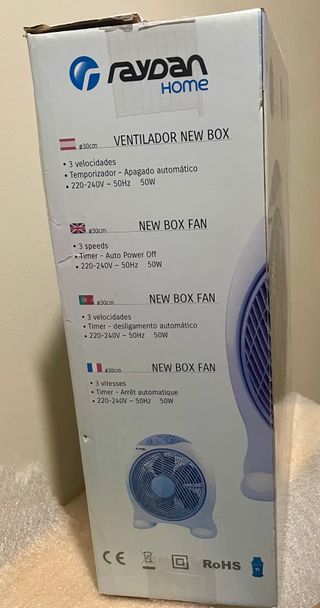 RAYDAN
HOME
ø30cm VENTILADOR NEW BOX
• 3 velocidades
• Temporizador - Apagado automático
• 220-240V ~ 50Hz 50W
ø30cm NEW BOX FAN
• 3 speeds
• Timer - Auto Power Off
• 220-240V ~ 50Hz 50W
ø30cm NEW BOX FAN
• 3 velocidades
• Timer - desligamento automático
• 220-240V ~ 50Hz 50W
ø30cm NEW BOX FAN
• 3 vitesses
• Timer - Arrêt automatique
• 220-240V ~ 50Hz 50W
CE RoHS